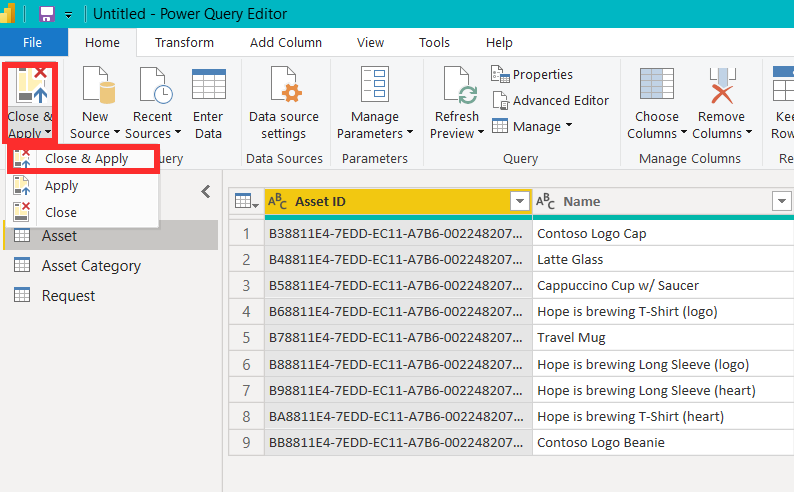 Untitled - Power Query Editor
File Home Transform Add Column View Tools Help
Close & Apply
New Source
Recent Sources
Enter Data
Data source settings
Manage Parameters
Refresh Preview
Properties
Advanced Editor
Manage
Choose Columns
Remove Columns
Data Sources Parameters Query Manage Columns
Close & Apply
Apply
Close
Asset
Asset Category
Request
ABC Asset ID ABC Name
1 B38811E4-7EDD-EC11-A7B6-002248207... Contoso Logo Cap
2 B48811E4-7EDD-EC11-A7B6-002248207... Latte Glass
3 B58811E4-7EDD-EC11-A7B6-002248207... Cappuccino Cup w/ Saucer
4 B68811E4-7EDD-EC11-A7B6-002248207... Hope is brewing T-Shirt (logo)
5 B78811E4-7EDD-EC11-A7B6-002248207... Travel Mug
6 B88811E4-7EDD-EC11-A7B6-002248207... Hope is brewing Long Sleeve (logo)
7 B98811E4-7EDD-EC11-A7B6-002248207... Hope is brewing Long Sleeve (heart)
8 BA8811E4-7EDD-EC11-A7B6-002248207... Hope is brewing T-Shirt (heart)
9 BB8811E4-7EDD-EC11-A7B6-002248207... Contoso Logo Beanie